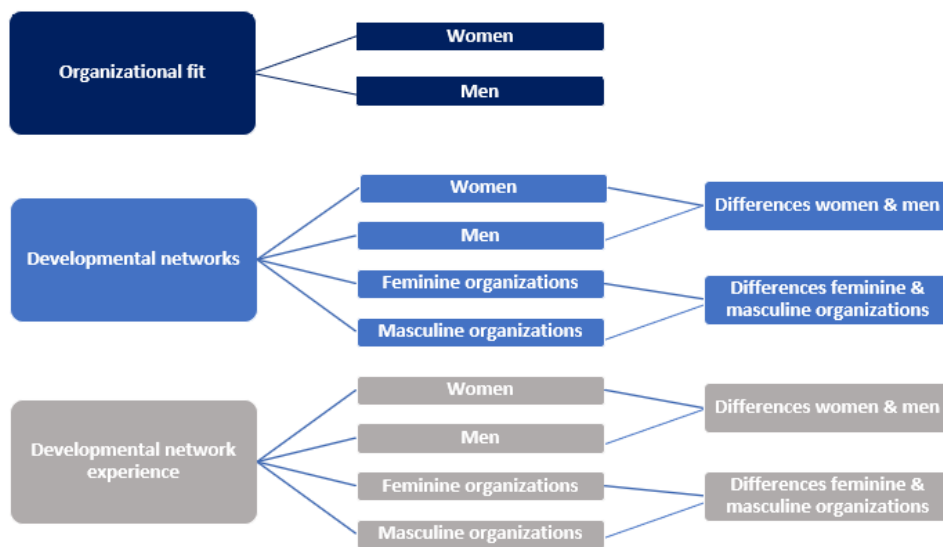 Organizational fit
Women
Men
Developmental networks
Women
Men
Feminine organizations
Masculine organizations
Differences women & men
Differences feminine &
masculine organizations
Developmental network
experience
Women
Men
Feminine organizations
Masculine organizations
Differences women & men
Differences feminine &
masculine organizations